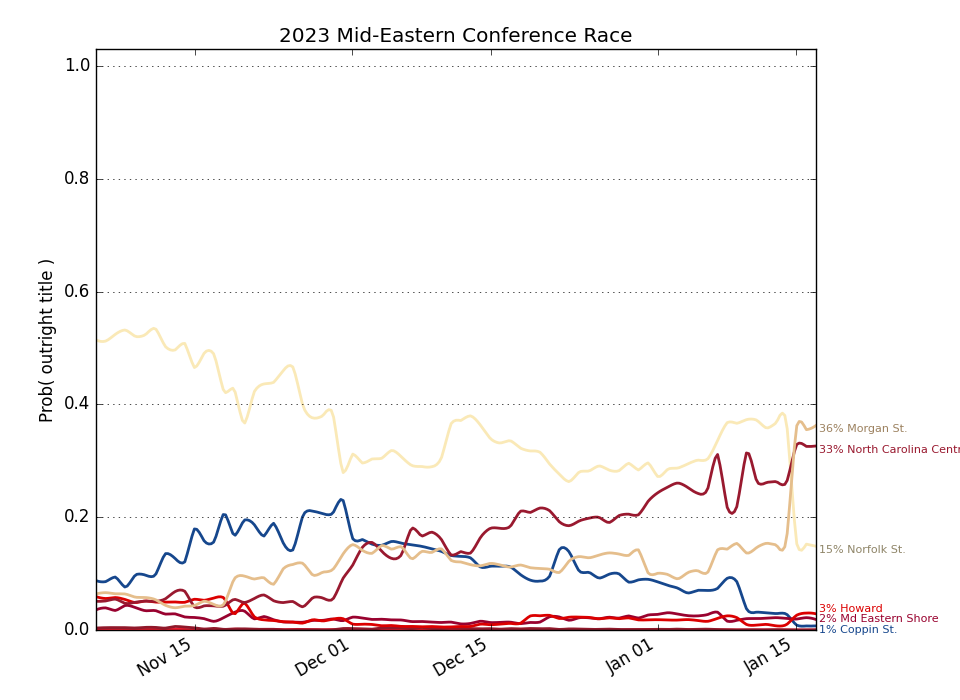 2023 Mid-Eastern Conference Race
1.0
0.8
0.6
0.4
0.2
0.0
Prob( outright title )
36% Morgan St.
33% North Carolina Centr
15% Norfolk St.
3% Howard
2% Md Eastern Shore
1% Coppin St.
Nov 15
Dec 01
Dec 15
Jan 01
Jan 15